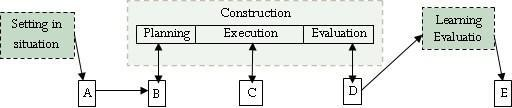 Construction
Setting in
situation
Planning Execution Evaluation
Learning
Evaluatio
A B C D E